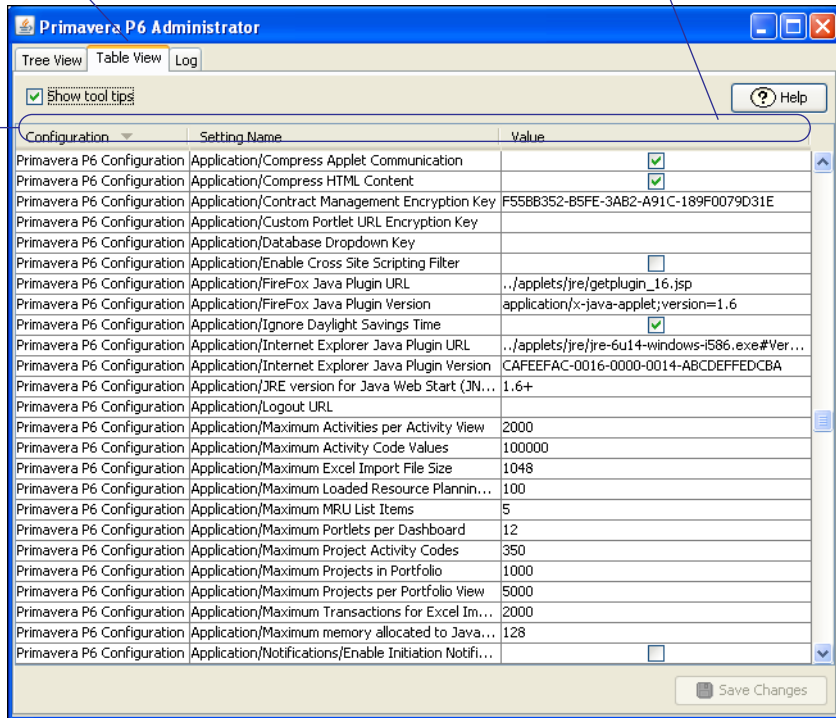 Primavera P6 Administrator
Tree View Table View Log
Show tool tips Help
Configuration Setting Name Value
Primavera P6 Configuration Application/Compress Applet Communication
Primavera P6 Configuration Application/Compress HTML Content
Primavera P6 Configuration Application/Contract Management Encryption Key F55BB352-B5FE-3AB2-A91C-189F0079D31E
Primavera P6 Configuration Application/Custom Portlet URL Encryption Key
Primavera P6 Configuration Application/Database Dropdown Key
Primavera P6 Configuration Application/Enable Cross Site Scripting Filter
Primavera P6 Configuration Application/FireFox Java Plugin URL ../applets/jre/getplugin_16.jsp
Primavera P6 Configuration Application/FireFox Java Plugin Version application/x-java-applet;version=1.6
Primavera P6 Configuration Application/Ignore Daylight Savings Time
Primavera P6 Configuration Application/Internet Explorer Java Plugin URL ../applets/jre/jre-6u14-windows-i586.exe#Ver...
Primavera P6 Configuration Application/Internet Explorer Java Plugin Version CAFEEFAC-0016-0000-0014-ABCDEFFEDCBA
Primavera P6 Configuration Application/JRE version for Java Web Start (JN... 1.6+
Primavera P6 Configuration Application/Logout URL
Primavera P6 Configuration Application/Maximum Activities per Activity View 2000
Primavera P6 Configuration Application/Maximum Activity Code Values 100000
Primavera P6 Configuration Application/Maximum Excel Import File Size 1048
Primavera P6 Configuration Application/Maximum Loaded Resource Plannin... 100
Primavera P6 Configuration Application/Maximum MRU List Items 5
Primavera P6 Configuration Application/Maximum Portlets per Dashboard 12
Primavera P6 Configuration Application/Maximum Project Activity Codes 350
Primavera P6 Configuration Application/Maximum Projects in Portfolio 1000
Primavera P6 Configuration Application/Maximum Projects per Portfolio View 5000
Primavera P6 Configuration Application/Maximum Transactions for Excel Im... 2000
Primavera P6 Configuration Application/Maximum memory allocated to Java... 128
Primavera P6 Configuration Application/Notifications/Enable Initiation Notifi...
Save Changes